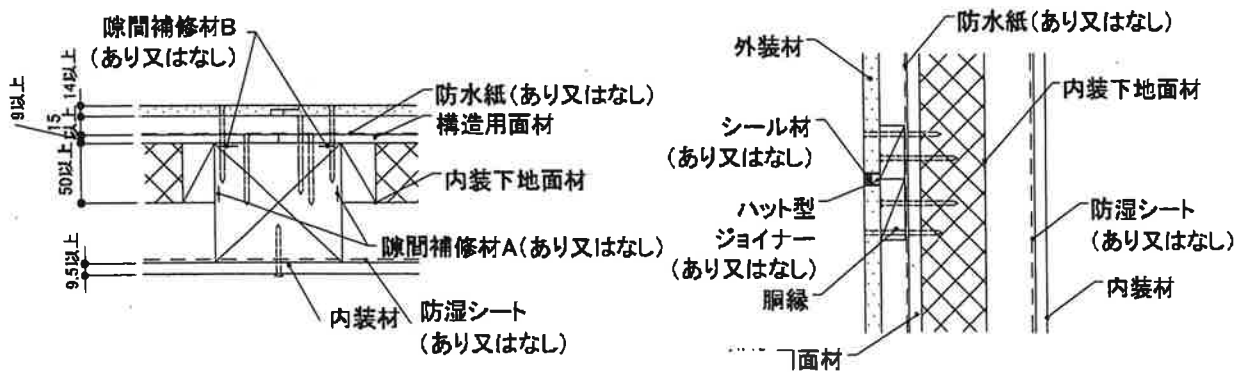 隙間補修材B
(あり又はなし)
14以上
15
以上
9以上
50以上
9.5以上
防水紙(あり又はなし)
構造用面材
内装下地面材
隙間補修材A(あり又はなし)
内装材
防湿シート
(あり又はなし)
防水紙(あり又はなし)
外装材
内装下地面材
シール材
(あり又はなし)
ハット型
ジョイナー
(あり又はなし)
防湿シート
(あり又はなし)
胴縁
内装材
面材